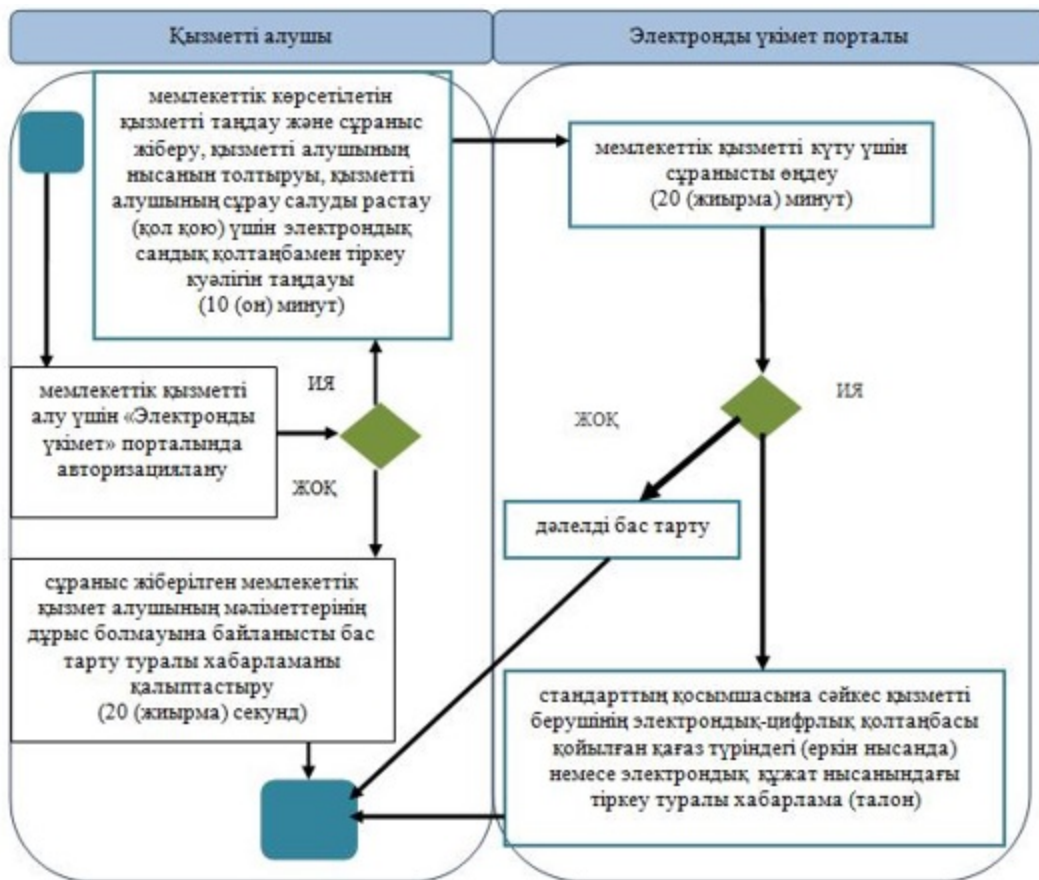 Қызметті алушы
Электронды үкімет порталы
мемлекеттік көрсетілетін
қызметті таңдау және сұраныс
жіберу, қызметті алушының
нысанын толтыруы, қызметті
алушының сұрау салуды растау
(қол қою) үшін электрондық
сандық қолтаңбамен тіркеу
куәлігін таңдауы
(10 (он) минут)
мемлекеттік қызметті күту үшін
сұранысты өңдеу
(20 (жиырма) минут)
мемлекеттік қызметті
алу үшін «Электронды
үкімет» порталында
авторизациялану
ИЯ
ЖОҚ
ЖОҚ
ИЯ
дәлелді бас тарту
сұраныс жіберілген мемлекеттік
қызмет алушының мәліметтерінің
дұрыс болмауына байланысты бас
тарту туралы хабарламаны
қалыптастыру
(20 (жиырма) секунд)
стандарттың қосымшасына сәйкес қызметті
берушінің электрондық-цифрлық қолтаңбасы
қойылған қағаз түріндегі (еркін нысанда)
немесе электрондық құжат нысанындағы
тіркеу туралы хабарлама (талон)